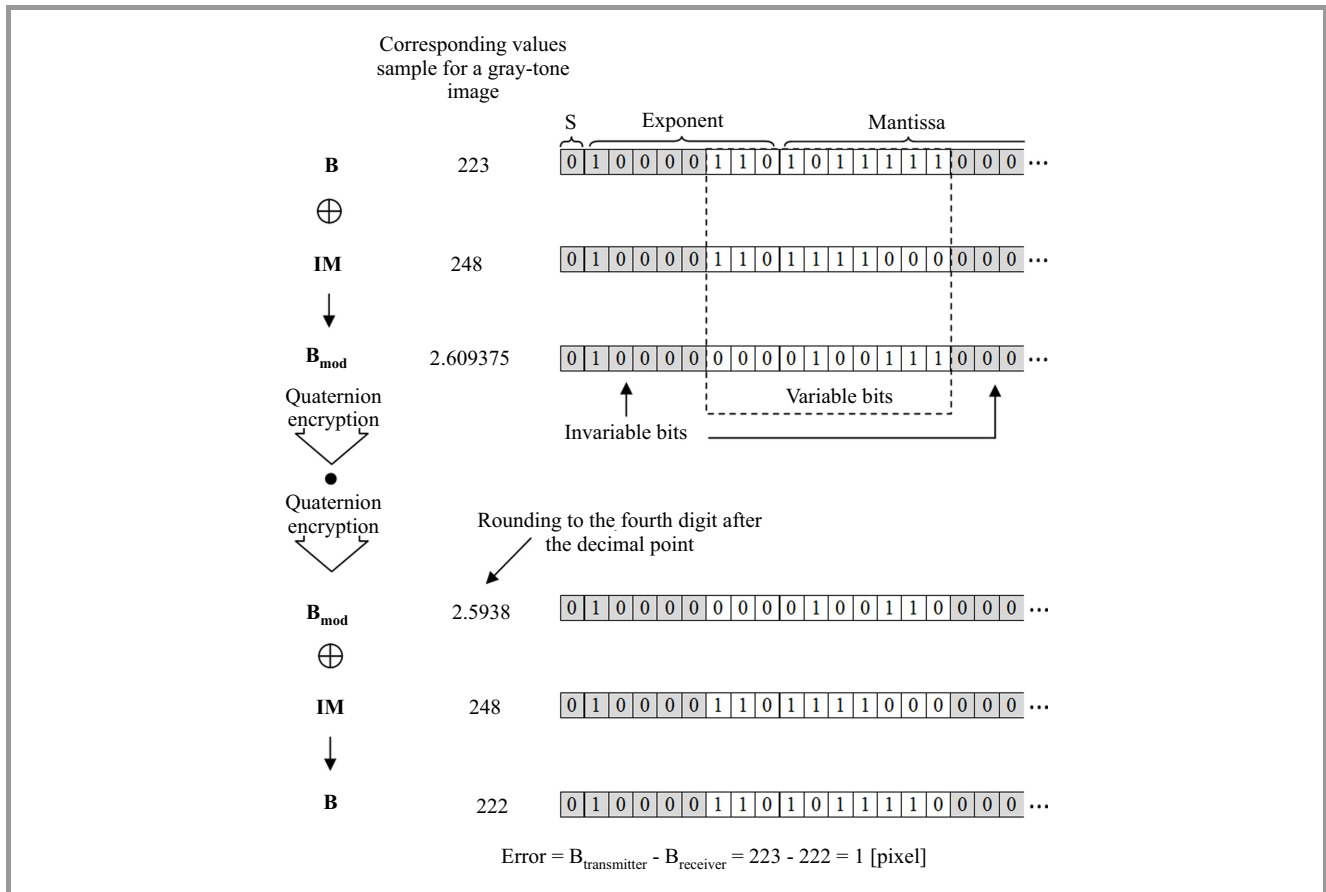 Corresponding values
sample for a gray-tone
image
S Exponent Mantissa
B 223 0 1 0 0 0 0 1 1 0 1 0 1 1 1 1 1 0 0 0 ...
⊕
IM 248 0 1 0 0 0 0 1 1 0 1 1 1 1 0 0 0 0 0 0 ...
B_mod 2.609375 0 1 0 0 0 0 0 0 0 0 1 0 0 1 1 1 0 0 0 ...
Quaternion
encryption
Variable bits
Invariable bits
Quaternion
encryption
Rounding to the fourth digit after
the decimal point
B_mod 2.5938 0 1 0 0 0 0 0 0 0 0 1 0 0 1 1 0 0 0 0 ...
⊕
IM 248 0 1 0 0 0 0 1 1 0 1 1 1 1 0 0 0 0 0 0 ...
B 222 0 1 0 0 0 0 1 1 0 1 0 1 1 1 1 0 0 0 0 ...
Error = B_transmitter - B_receiver = 223 - 222 = 1 [pixel]